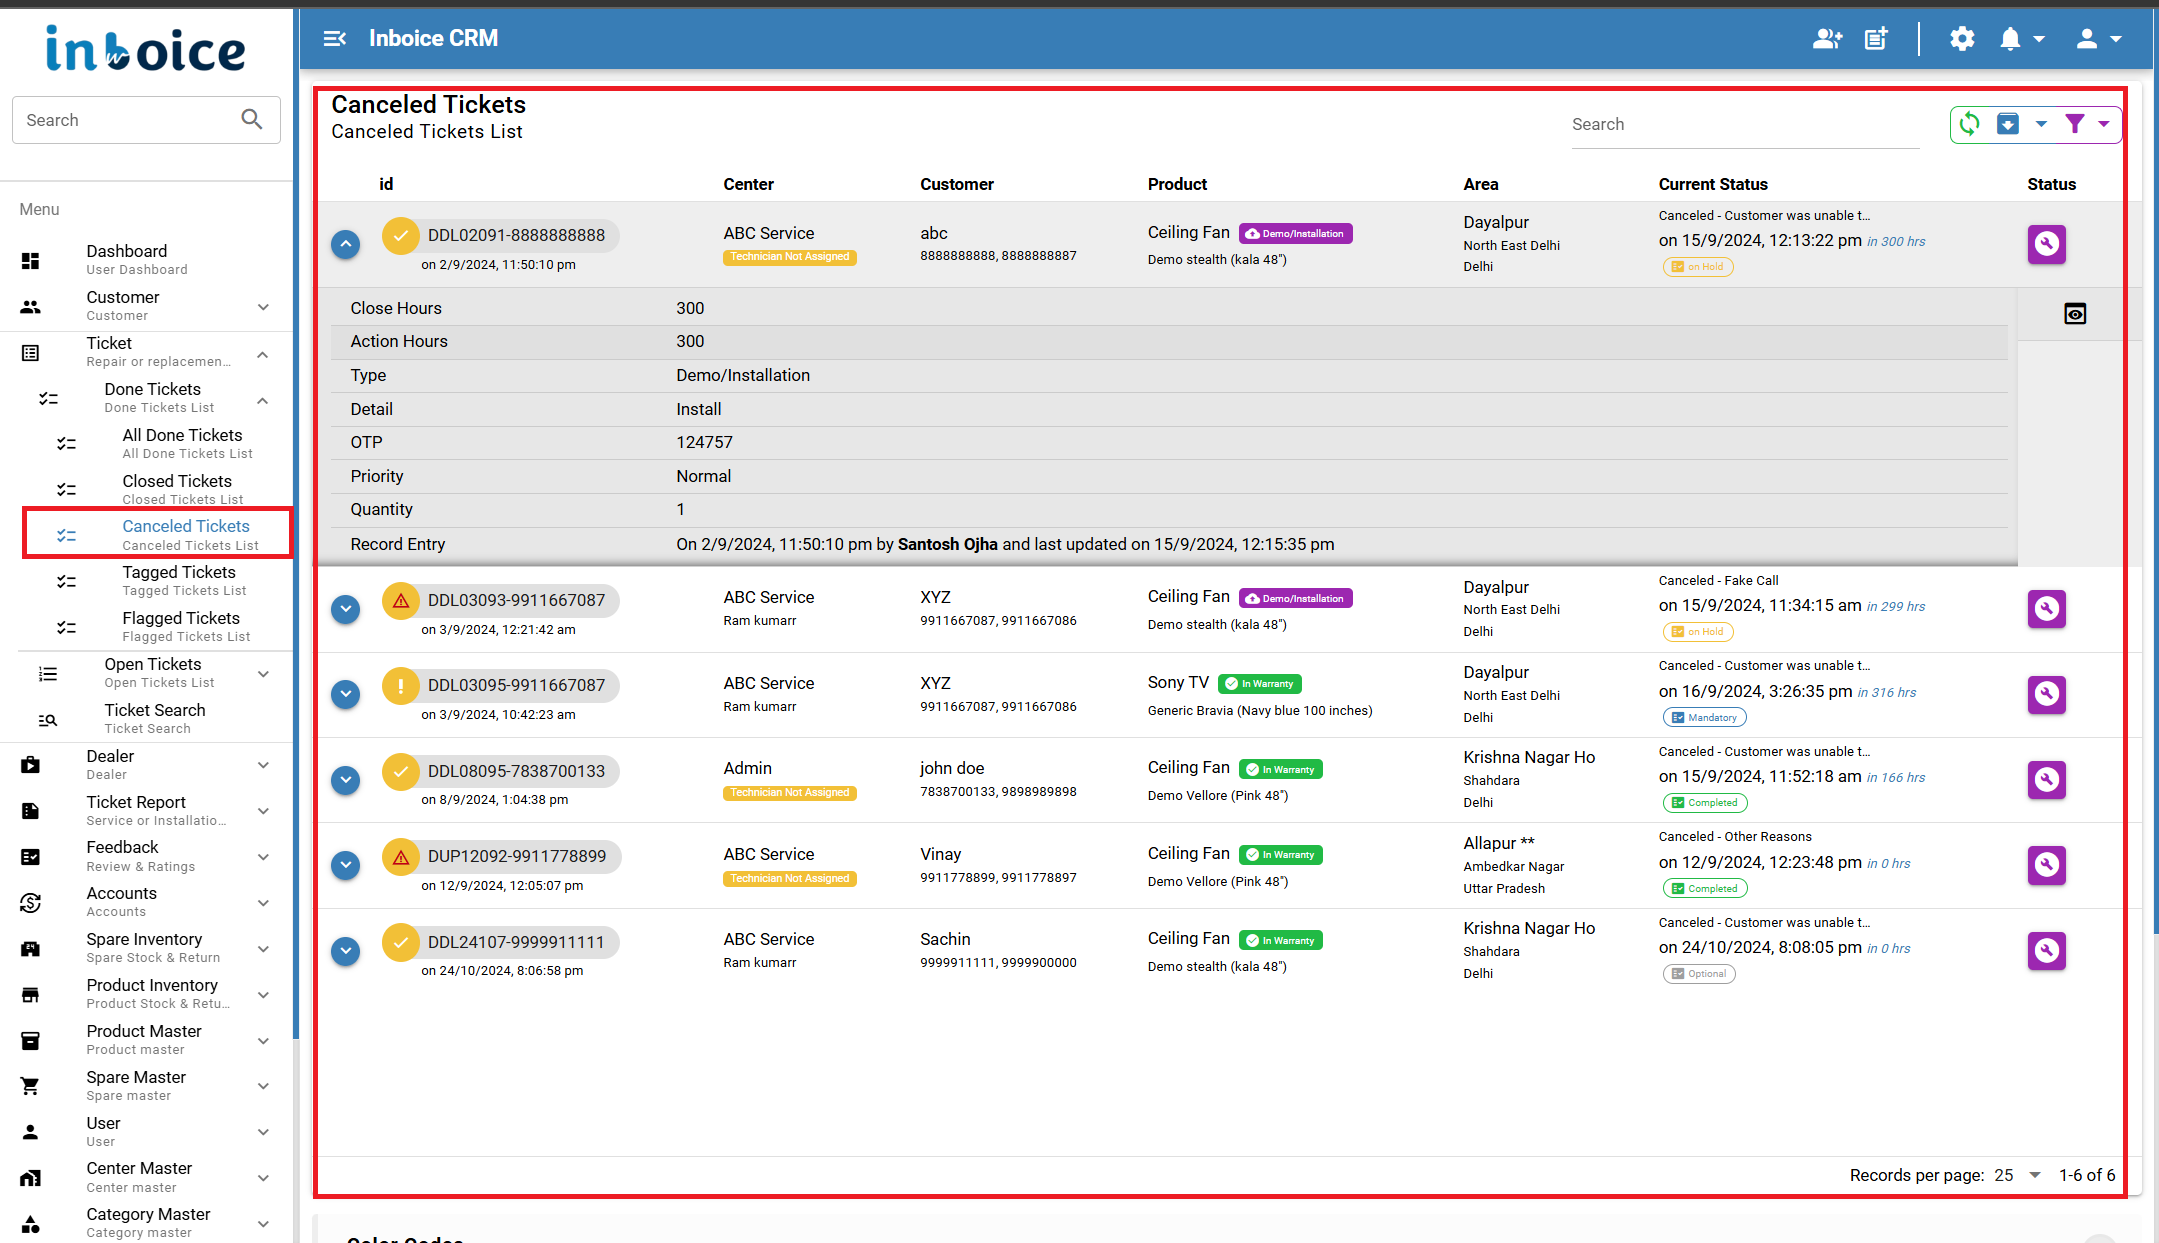 inboice
Search
Menu
Dashboard
User Dashboard
Customer
Customer
Ticket
Repair or replacemen...
Done Tickets
Done Tickets List
All Done Tickets
All Done Tickets List
Closed Tickets
Closed Tickets List
Canceled Tickets
Canceled Tickets List
Tagged Tickets
Tagged Tickets List
Flagged Tickets
Flagged Tickets List
Open Tickets
Open Tickets List
Ticket Search
Ticket Search
Dealer
Dealer
Ticket Report
Service or Installatio...
Feedback
Review & Ratings
Accounts
Accounts
Spare Inventory
Spare Stock & Return
Product Inventory
Product Stock & Retu...
Product Master
Product master
Spare Master
Spare master
User
User
Center Master
Center master
Category Master
Category master
Inboice CRM
Canceled Tickets
Canceled Tickets List
Search
id Center Customer Product Area Current Status Status
DDL02091-8888888888
on 2/9/2024, 11:50:10 pm
ABC Service
Technician Not Assigned
abc
8888888888, 8888888887
Ceiling Fan Demo/Installation
Demo stealth (kala 48")
Dayalpur
North East Delhi
Delhi
Canceled - Customer was unable t...
on 15/9/2024, 12:13:22 pm in 300 hrs
on Hold
Close Hours 300
Action Hours 300
Type Demo/Installation
Detail Install
OTP 124757
Priority Normal
Quantity 1
Record Entry On 2/9/2024, 11:50:10 pm by Santosh Ojha and last updated on 15/9/2024, 12:15:35 pm
DDL03093-9911667087
on 3/9/2024, 12:21:42 am
ABC Service
Ram kumarr
XYZ
9911667087, 9911667086
Ceiling Fan Demo/Installation
Demo stealth (kala 48")
Dayalpur
North East Delhi
Delhi
Canceled - Fake Call
on 15/9/2024, 11:34:15 am in 299 hrs
on Hold
DDL03095-9911667087
on 3/9/2024, 10:42:23 am
ABC Service
Ram kumarr
XYZ
9911667087, 9911667086
Sony TV In Warranty
Generic Bravia (Navy blue 100 inches)
Dayalpur
North East Delhi
Delhi
Canceled - Customer was unable t...
on 16/9/2024, 3:26:35 pm in 316 hrs
Mandatory
DDL08095-7838700133
on 8/9/2024, 1:04:38 pm
Admin
Technician Not Assigned
john doe
7838700133, 9898989898
Ceiling Fan In Warranty
Demo Vellore (Pink 48")
Krishna Nagar Ho
Shahdara
Delhi
Canceled - Customer was unable t...
on 15/9/2024, 11:52:18 am in 166 hrs
Completed
DUP12092-9911778899
on 12/9/2024, 12:05:07 pm
ABC Service
Technician Not Assigned
Vinay
9911778899, 9911778897
Ceiling Fan In Warranty
Demo Vellore (Pink 48")
Allapur **
Ambedkar Nagar
Uttar Pradesh
Canceled - Other Reasons
on 12/9/2024, 12:23:48 pm in 0 hrs
Completed
DDL24107-9999911111
on 24/10/2024, 8:06:58 pm
ABC Service
Ram kumarr
Sachin
9999911111, 9999900000
Ceiling Fan In Warranty
Demo stealth (kala 48")
Krishna Nagar Ho
Shahdara
Delhi
Canceled - Customer was unable t...
on 24/10/2024, 8:08:05 pm in 0 hrs
Optional
Records per page: 25 1-6 of 6
Color Codes